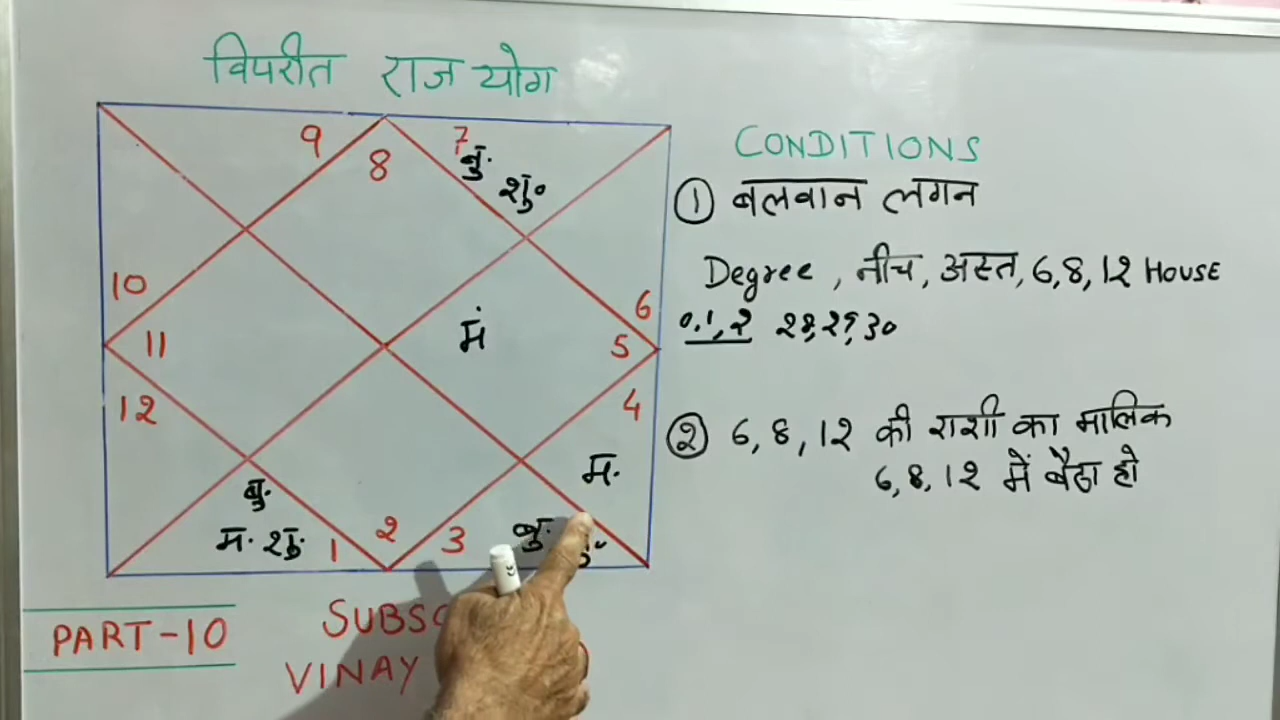 विपरीत राज योग
9
8
7
बु.
शु.
10
11
12
मं
6
5
4
म.
बु.
म. शु.
1
2
3
बु.
CONDITIONS
① बलवान लगन
Degree, नीच, अस्त, 6, 8, 12 HOUSE
0,1,2 28,29,30
② 6, 8, 12 की राशी का मालिक
6, 8, 12 में बैठा हो
PART-10
VINAY